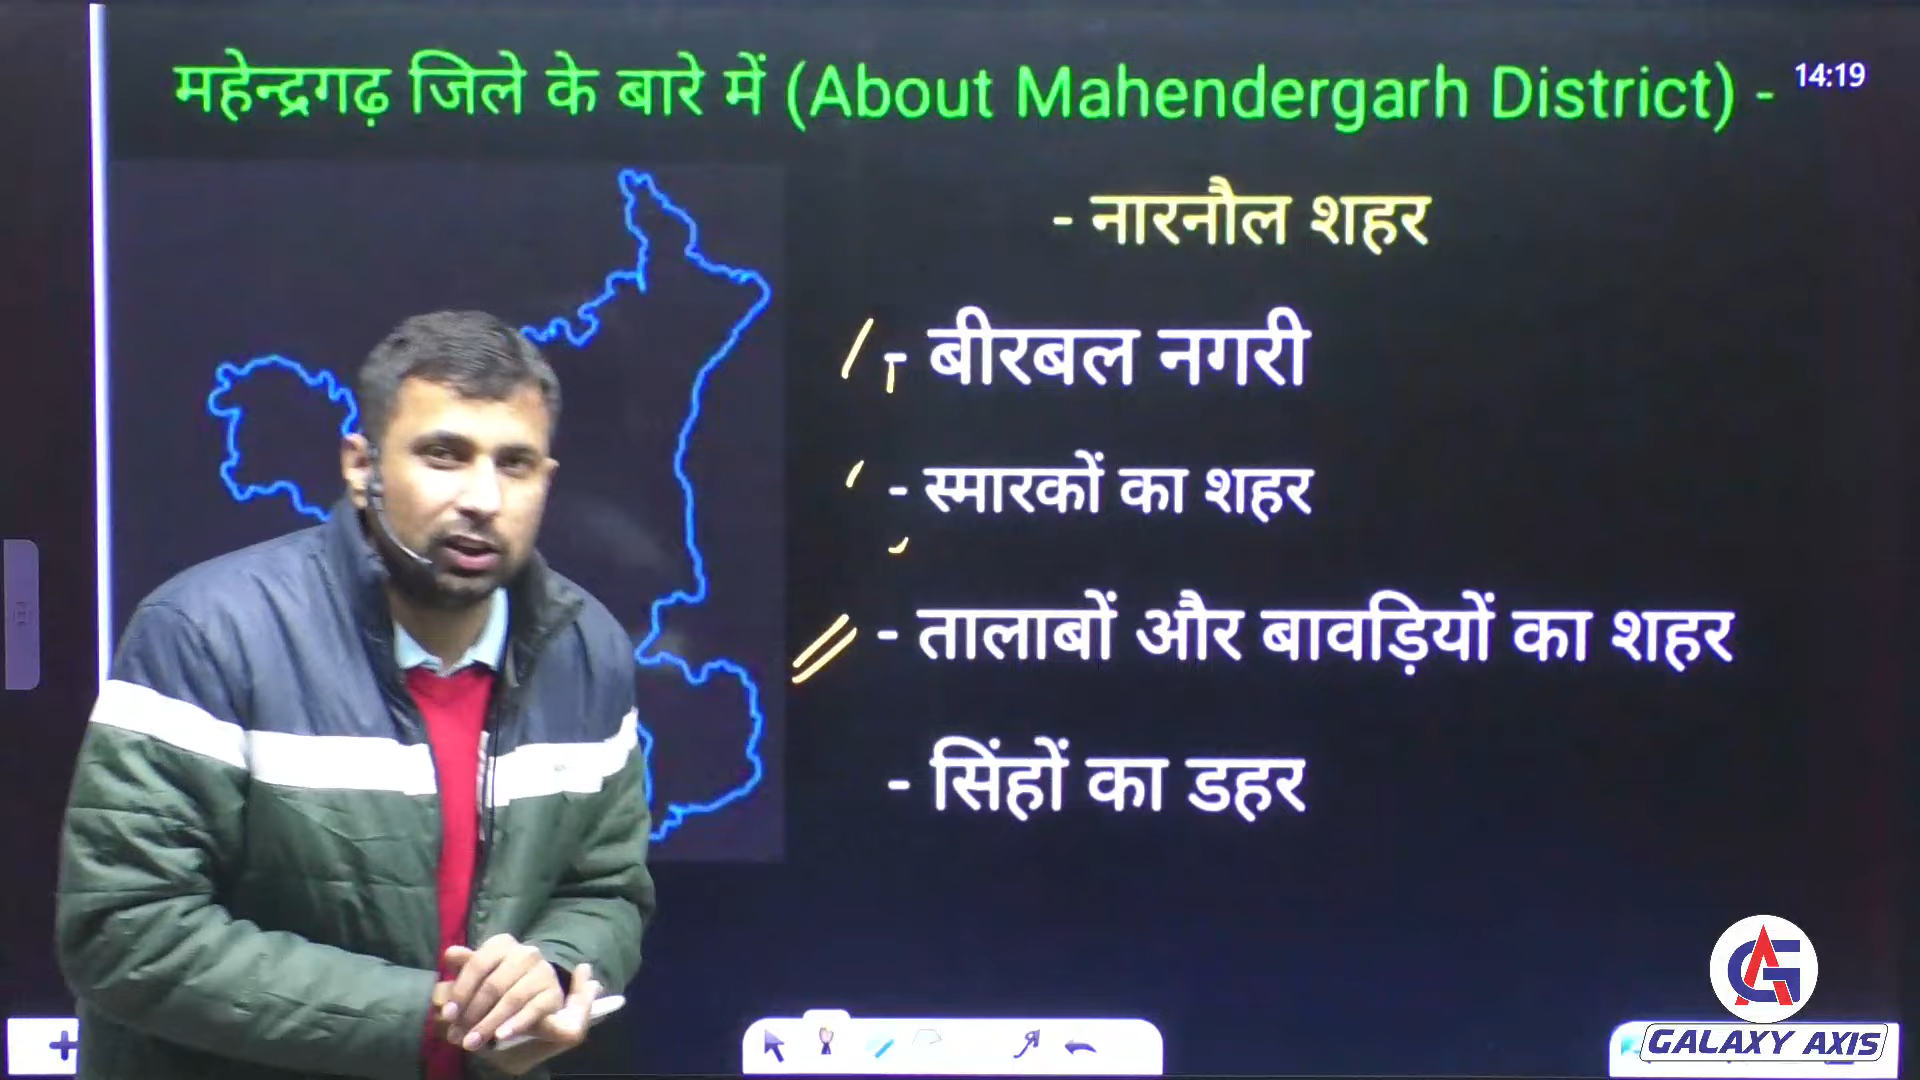 महेन्द्रगढ़ जिले के बारे में (About Mahendergarh District) -
14:19
- नारनौल शहर
- बीरबल नगरी
- स्मारकों का शहर
- तालाबों और बावड़ियों का शहर
- सिंहों का डहर
GALAXY AXIS